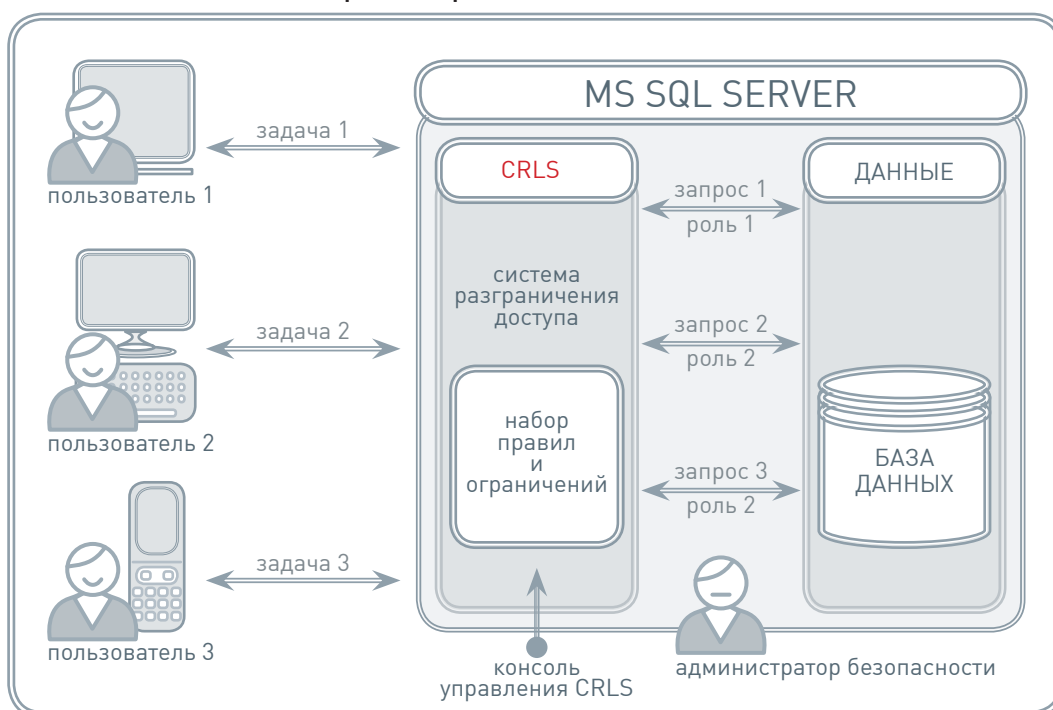 MS SQL SERVER
задача 1
пользователь 1
CRLS
ДАННЫЕ
запрос 1
роль 1
система
разграничения
доступа
задача 2
пользователь 2
запрос 2
роль 2
набор
правил
и
ограничений
БАЗА
ДАННЫХ
запрос 3
роль 2
задача 3
пользователь 3
консоль
управления CRLS
администратор безопасности